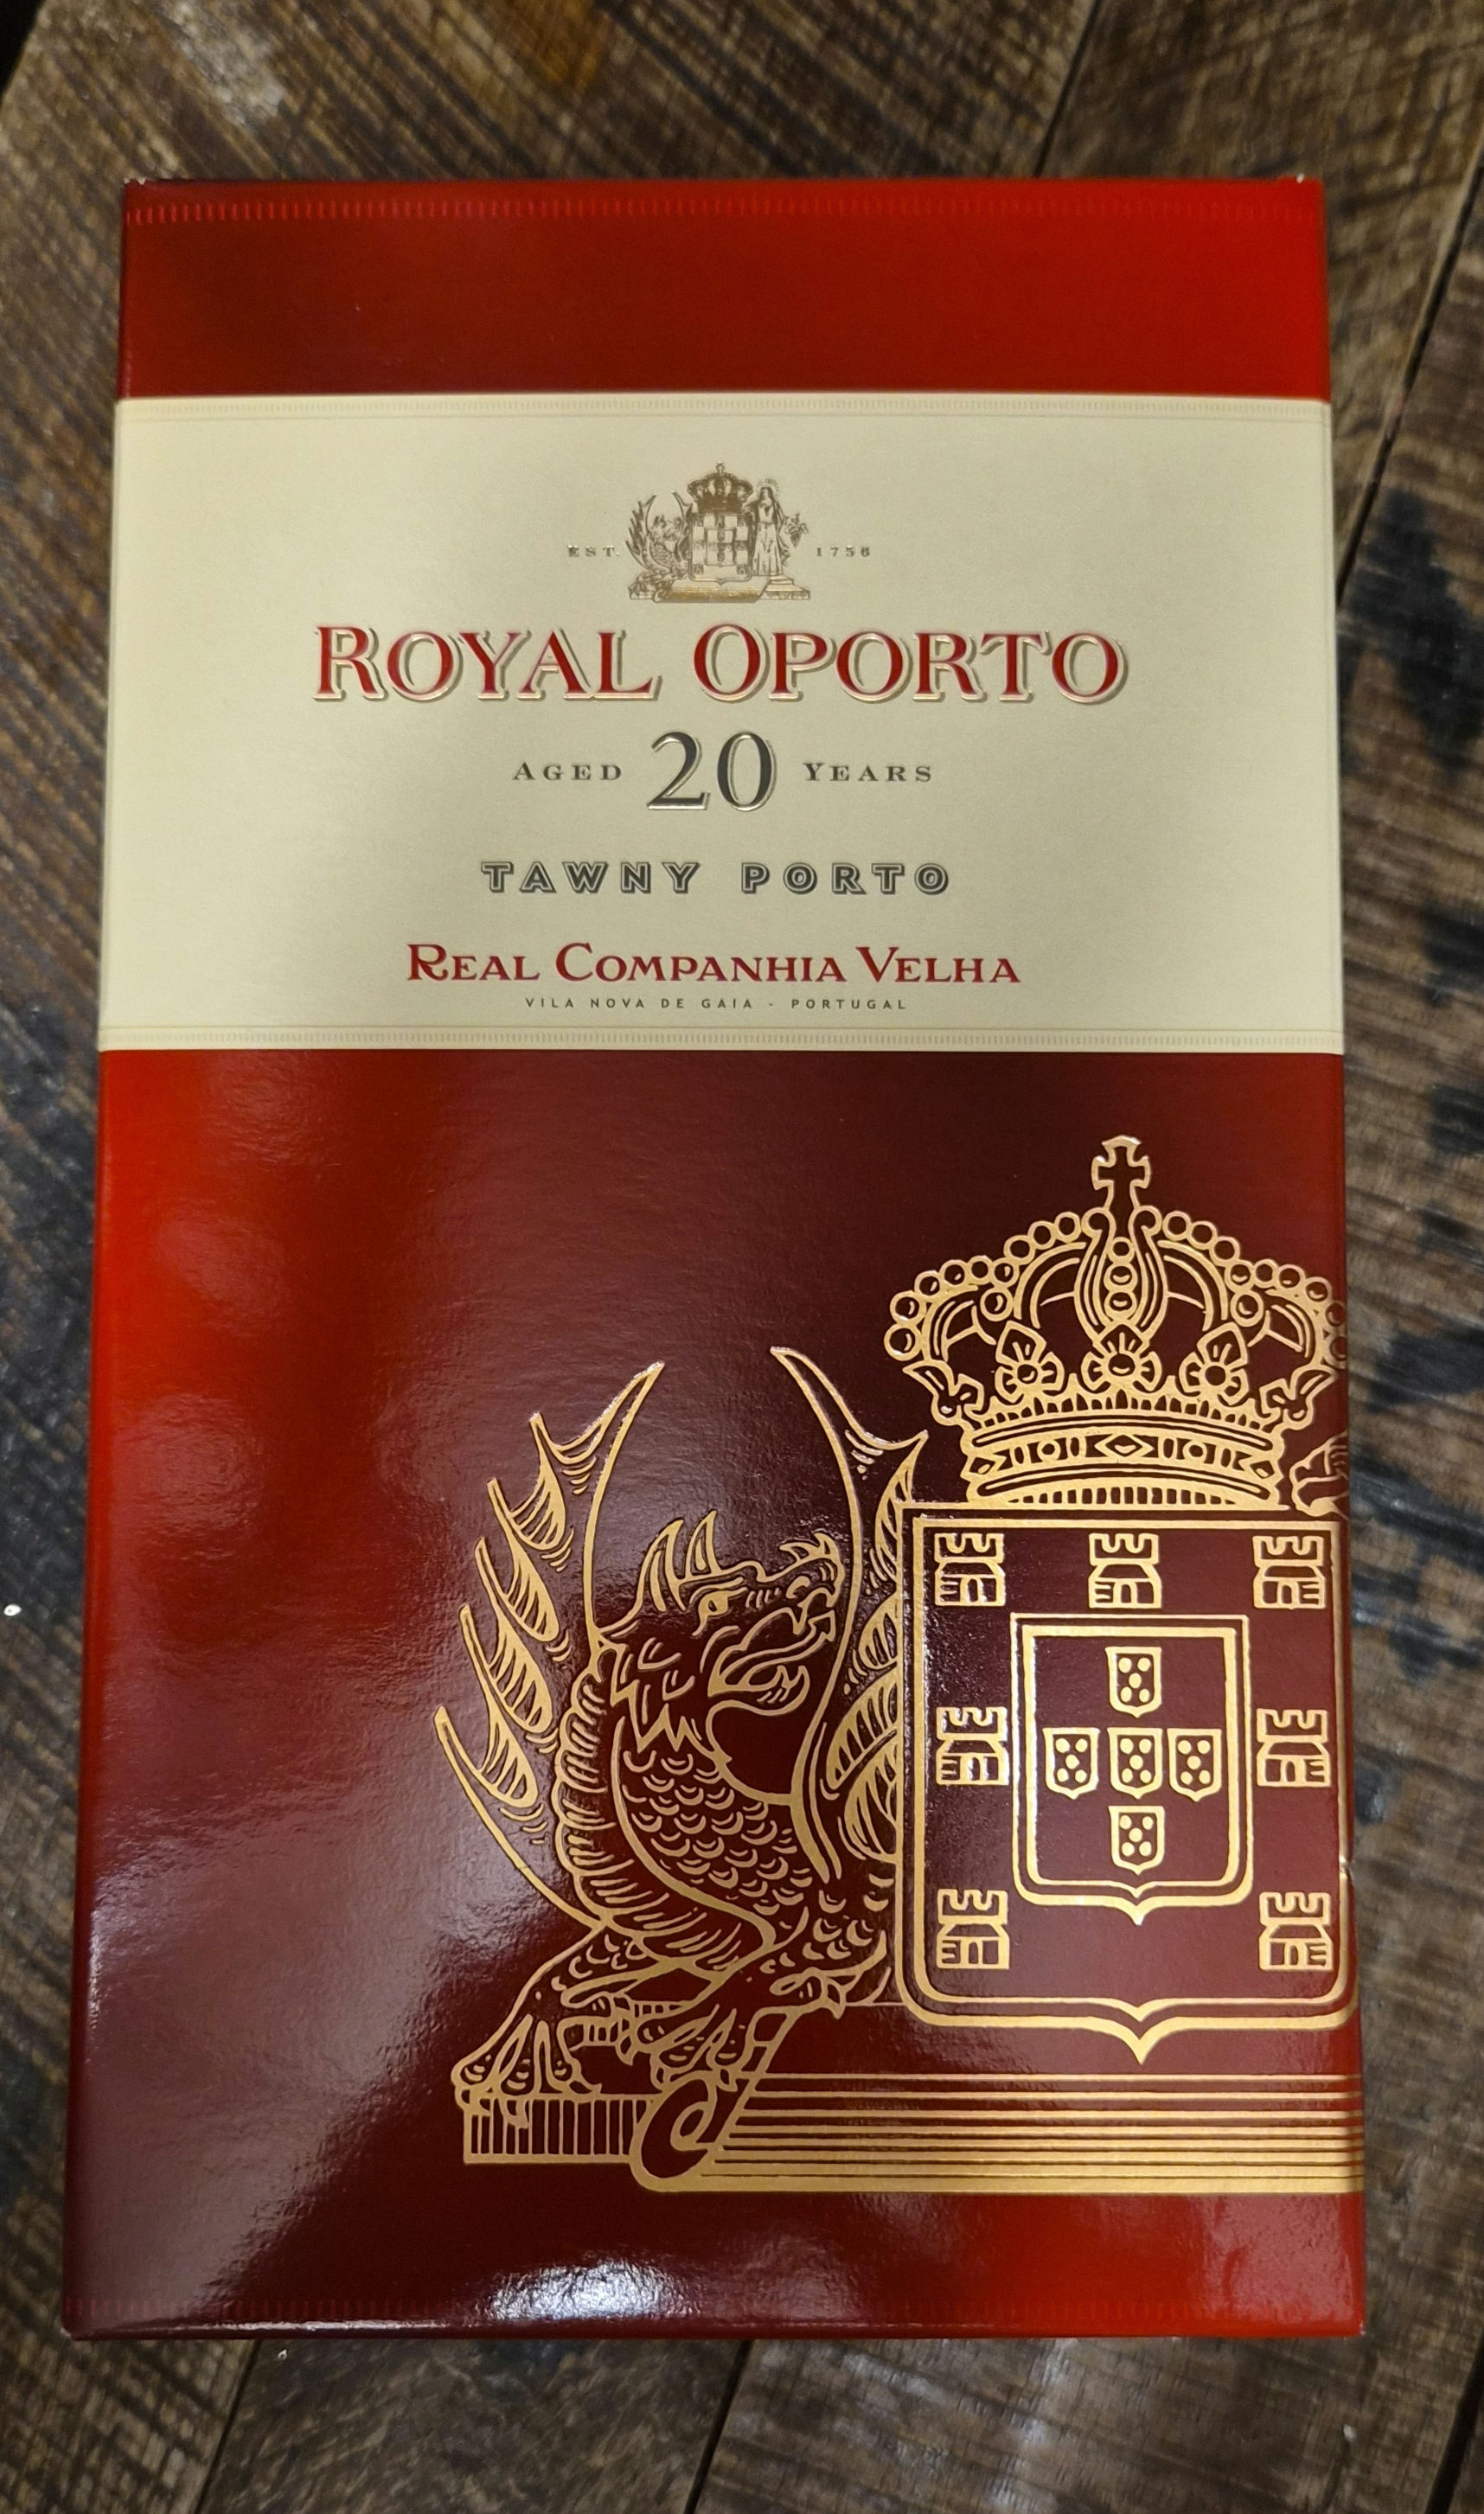 EST. 1756
ROYAL OPORTO
AGED 20 YEARS
TAWNY PORTO
REAL COMPANHIA VELHA
VILA NOVA DE GAIA - PORTUGAL